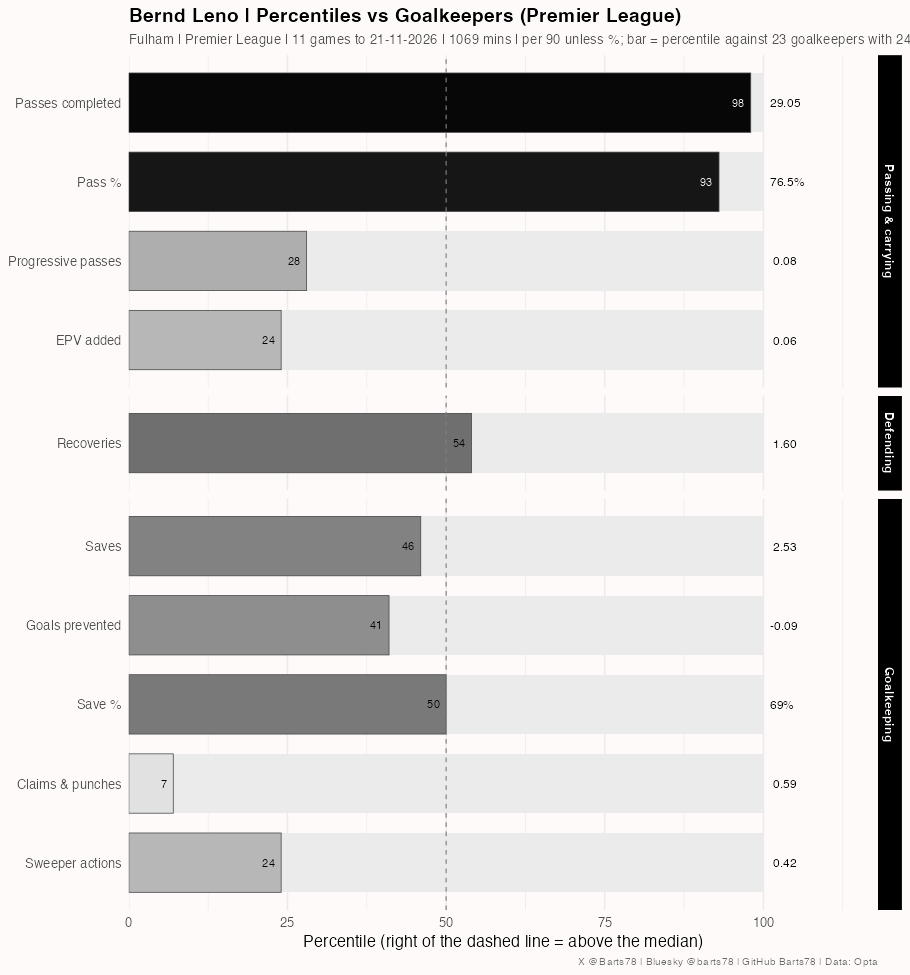 Bernd Leno | Percentiles vs Goalkeepers (Premier League)
Fulham | Premier League | 11 games to 21-11-2026 | 1069 mins | per 90 unless %; bar = percentile against 23 goalkeepers with 24
Passing & carrying
Passes completed 98 29.05
Pass % 93 76.5%
Progressive passes 28 0.08
EPV added 24 0.06
Defending
Recoveries 54 1.60
Goalkeeping
Saves 46 2.53
Goals prevented 41 -0.09
Save % 50 69%
Claims & punches 7 0.59
Sweeper actions 24 0.42
0 25 50 75 100
Percentile (right of the dashed line = above the median)
X @Barts78 | Bluesky @barts78 | GitHub Barts78 | Data: Opta